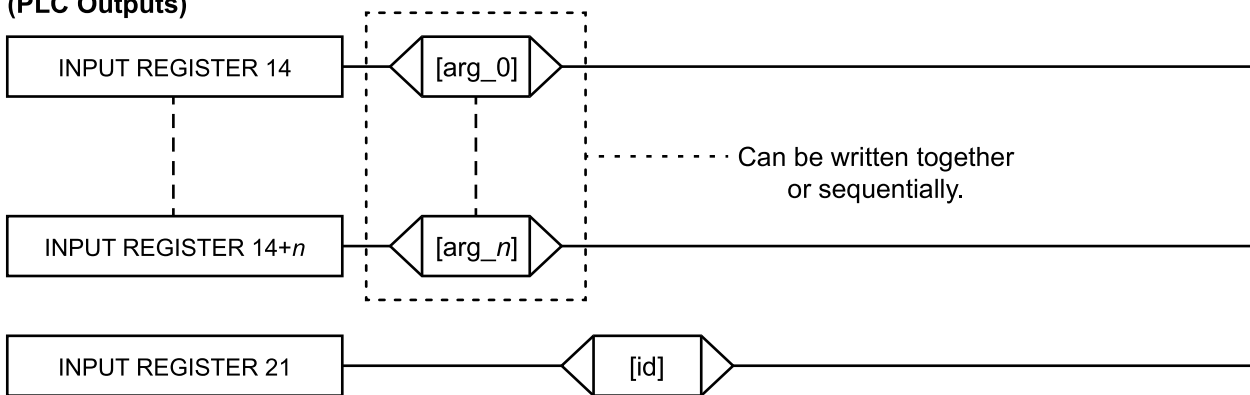 (PLC Outputs)
INPUT REGISTER 14
[arg_0]
Can be written together
or sequentially.
INPUT REGISTER 14+n
[arg_n]
INPUT REGISTER 21
[id]